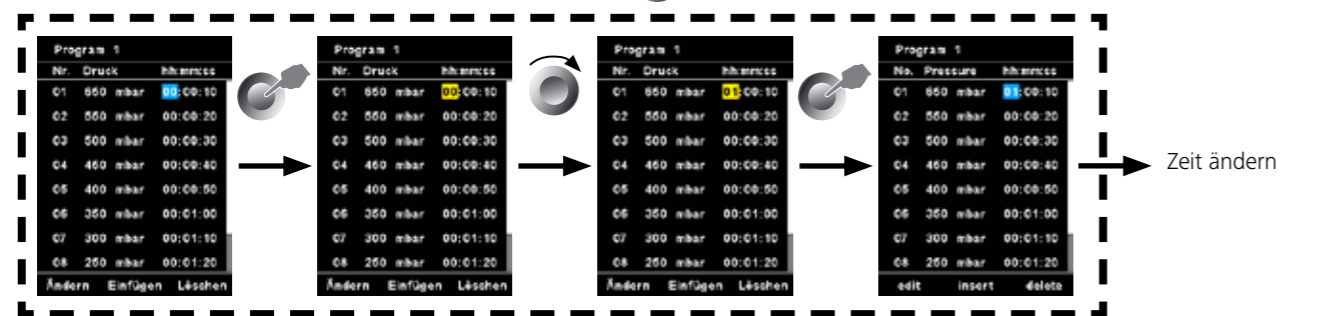 Program 1
Nr. Druck hh:mm:ss
01 650 mbar 00:00:10
02 550 mbar 00:00:20
03 500 mbar 00:00:30
04 450 mbar 00:00:40
05 400 mbar 00:00:50
06 350 mbar 00:01:00
07 300 mbar 00:01:10
08 250 mbar 00:01:20
Ändern Einfügen Löschen
Program 1
Nr. Druck hh:mm:ss
01 650 mbar 00:00:10
02 550 mbar 00:00:20
03 500 mbar 00:00:30
04 450 mbar 00:00:40
05 400 mbar 00:00:50
06 350 mbar 00:01:00
07 300 mbar 00:01:10
08 250 mbar 00:01:20
Ändern Einfügen Löschen
Program 1
Nr. Druck hh:mm:ss
01 650 mbar 01:00:10
02 550 mbar 00:00:20
03 500 mbar 00:00:30
04 450 mbar 00:00:40
05 400 mbar 00:00:50
06 350 mbar 00:01:00
07 300 mbar 00:01:10
08 250 mbar 00:01:20
Ändern Einfügen Löschen
Program 1
No. Pressure hh:mm:ss
01 650 mbar 01:00:10
02 550 mbar 00:00:20
03 500 mbar 00:00:30
04 450 mbar 00:00:40
05 400 mbar 00:00:50
06 350 mbar 00:01:00
07 300 mbar 00:01:10
08 250 mbar 00:01:20
edit insert delete
Zeit ändern